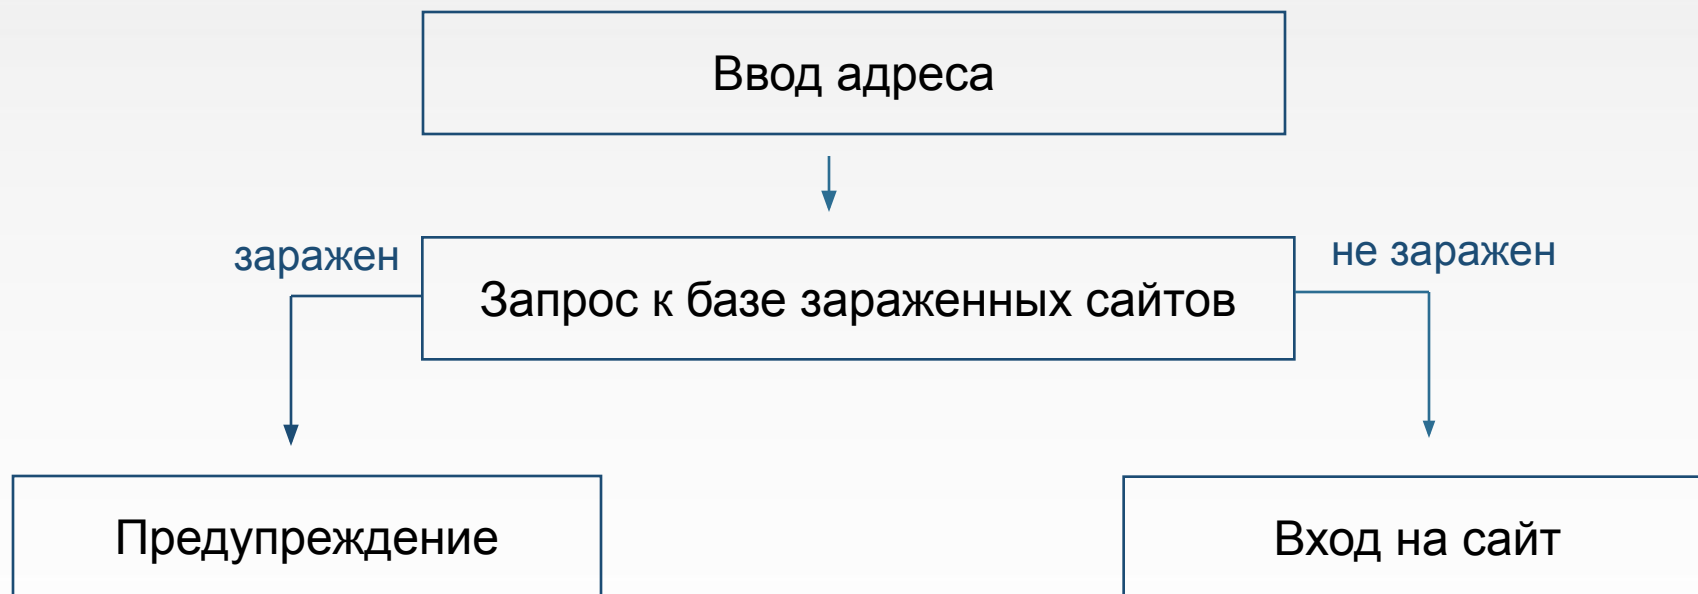 Ввод адреса
заражен
не заражен
Запрос к базе зараженных сайтов
Предупреждение
Вход на сайт